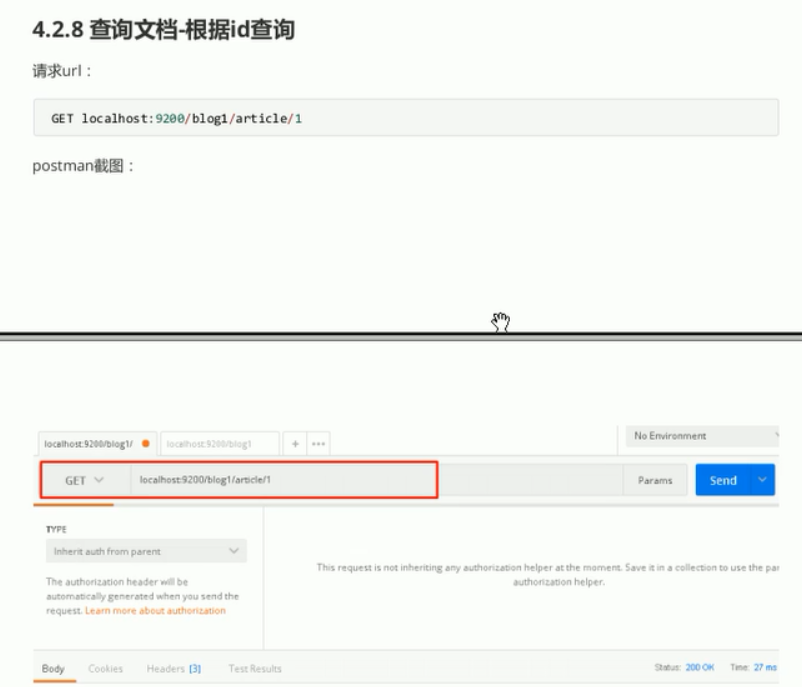 4.2.8 查询文档-根据id查询
请求url：
GET localhost:9200/blog1/article/1
postman截图：
localhost:9200/blog1/
localhost:9200/blog1
+
•••
No Environment
GET
localhost:9200/blog1/article/1
Params
Send
TYPE
Inherit auth from parent
The authorization header will be
automatically generated when you send the
request. Learn more about authorization
This request is not inheriting any authorization helper at the moment. Save it in a collection to use the par
authorization helper.
Body Cookies Headers [3] Test Results
Status: 200 OK Time: 27 ms